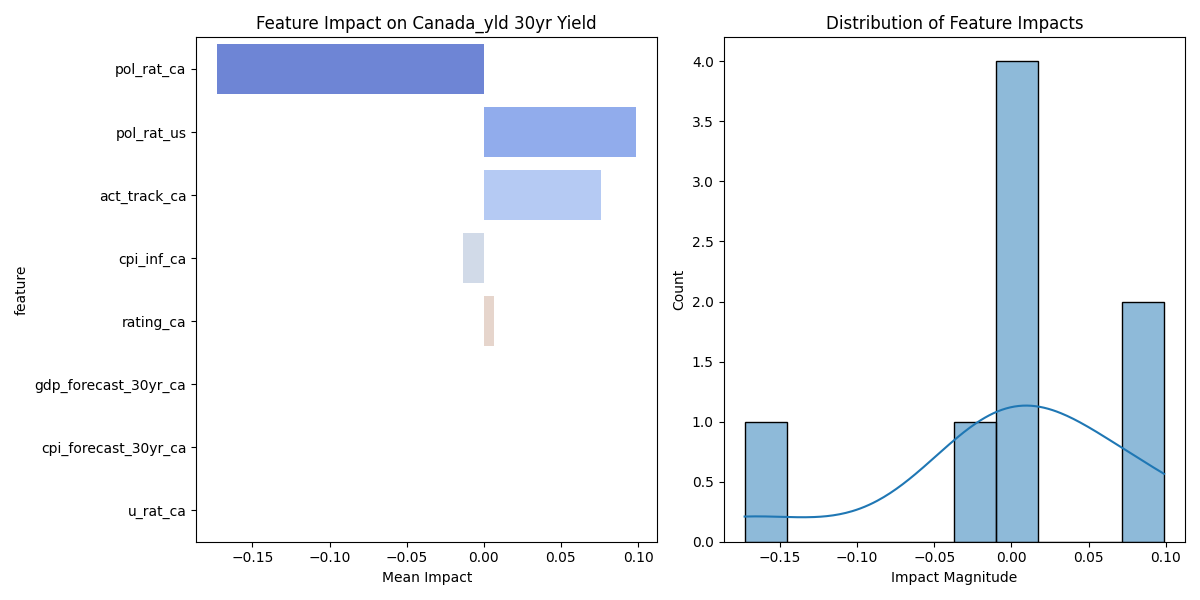 Feature Impact on Canada_yld 30yr Yield
feature
pol_rat_ca
pol_rat_us
act_track_ca
cpi_inf_ca
rating_ca
gdp_forecast_30yr_ca
cpi_forecast_30yr_ca
u_rat_ca
−0.15 −0.10 −0.05 0.00 0.05 0.10
Mean Impact
Distribution of Feature Impacts
Count
4.0
3.5
3.0
2.5
2.0
1.5
1.0
0.5
0.0
−0.15 −0.10 −0.05 0.00 0.05 0.10
Impact Magnitude